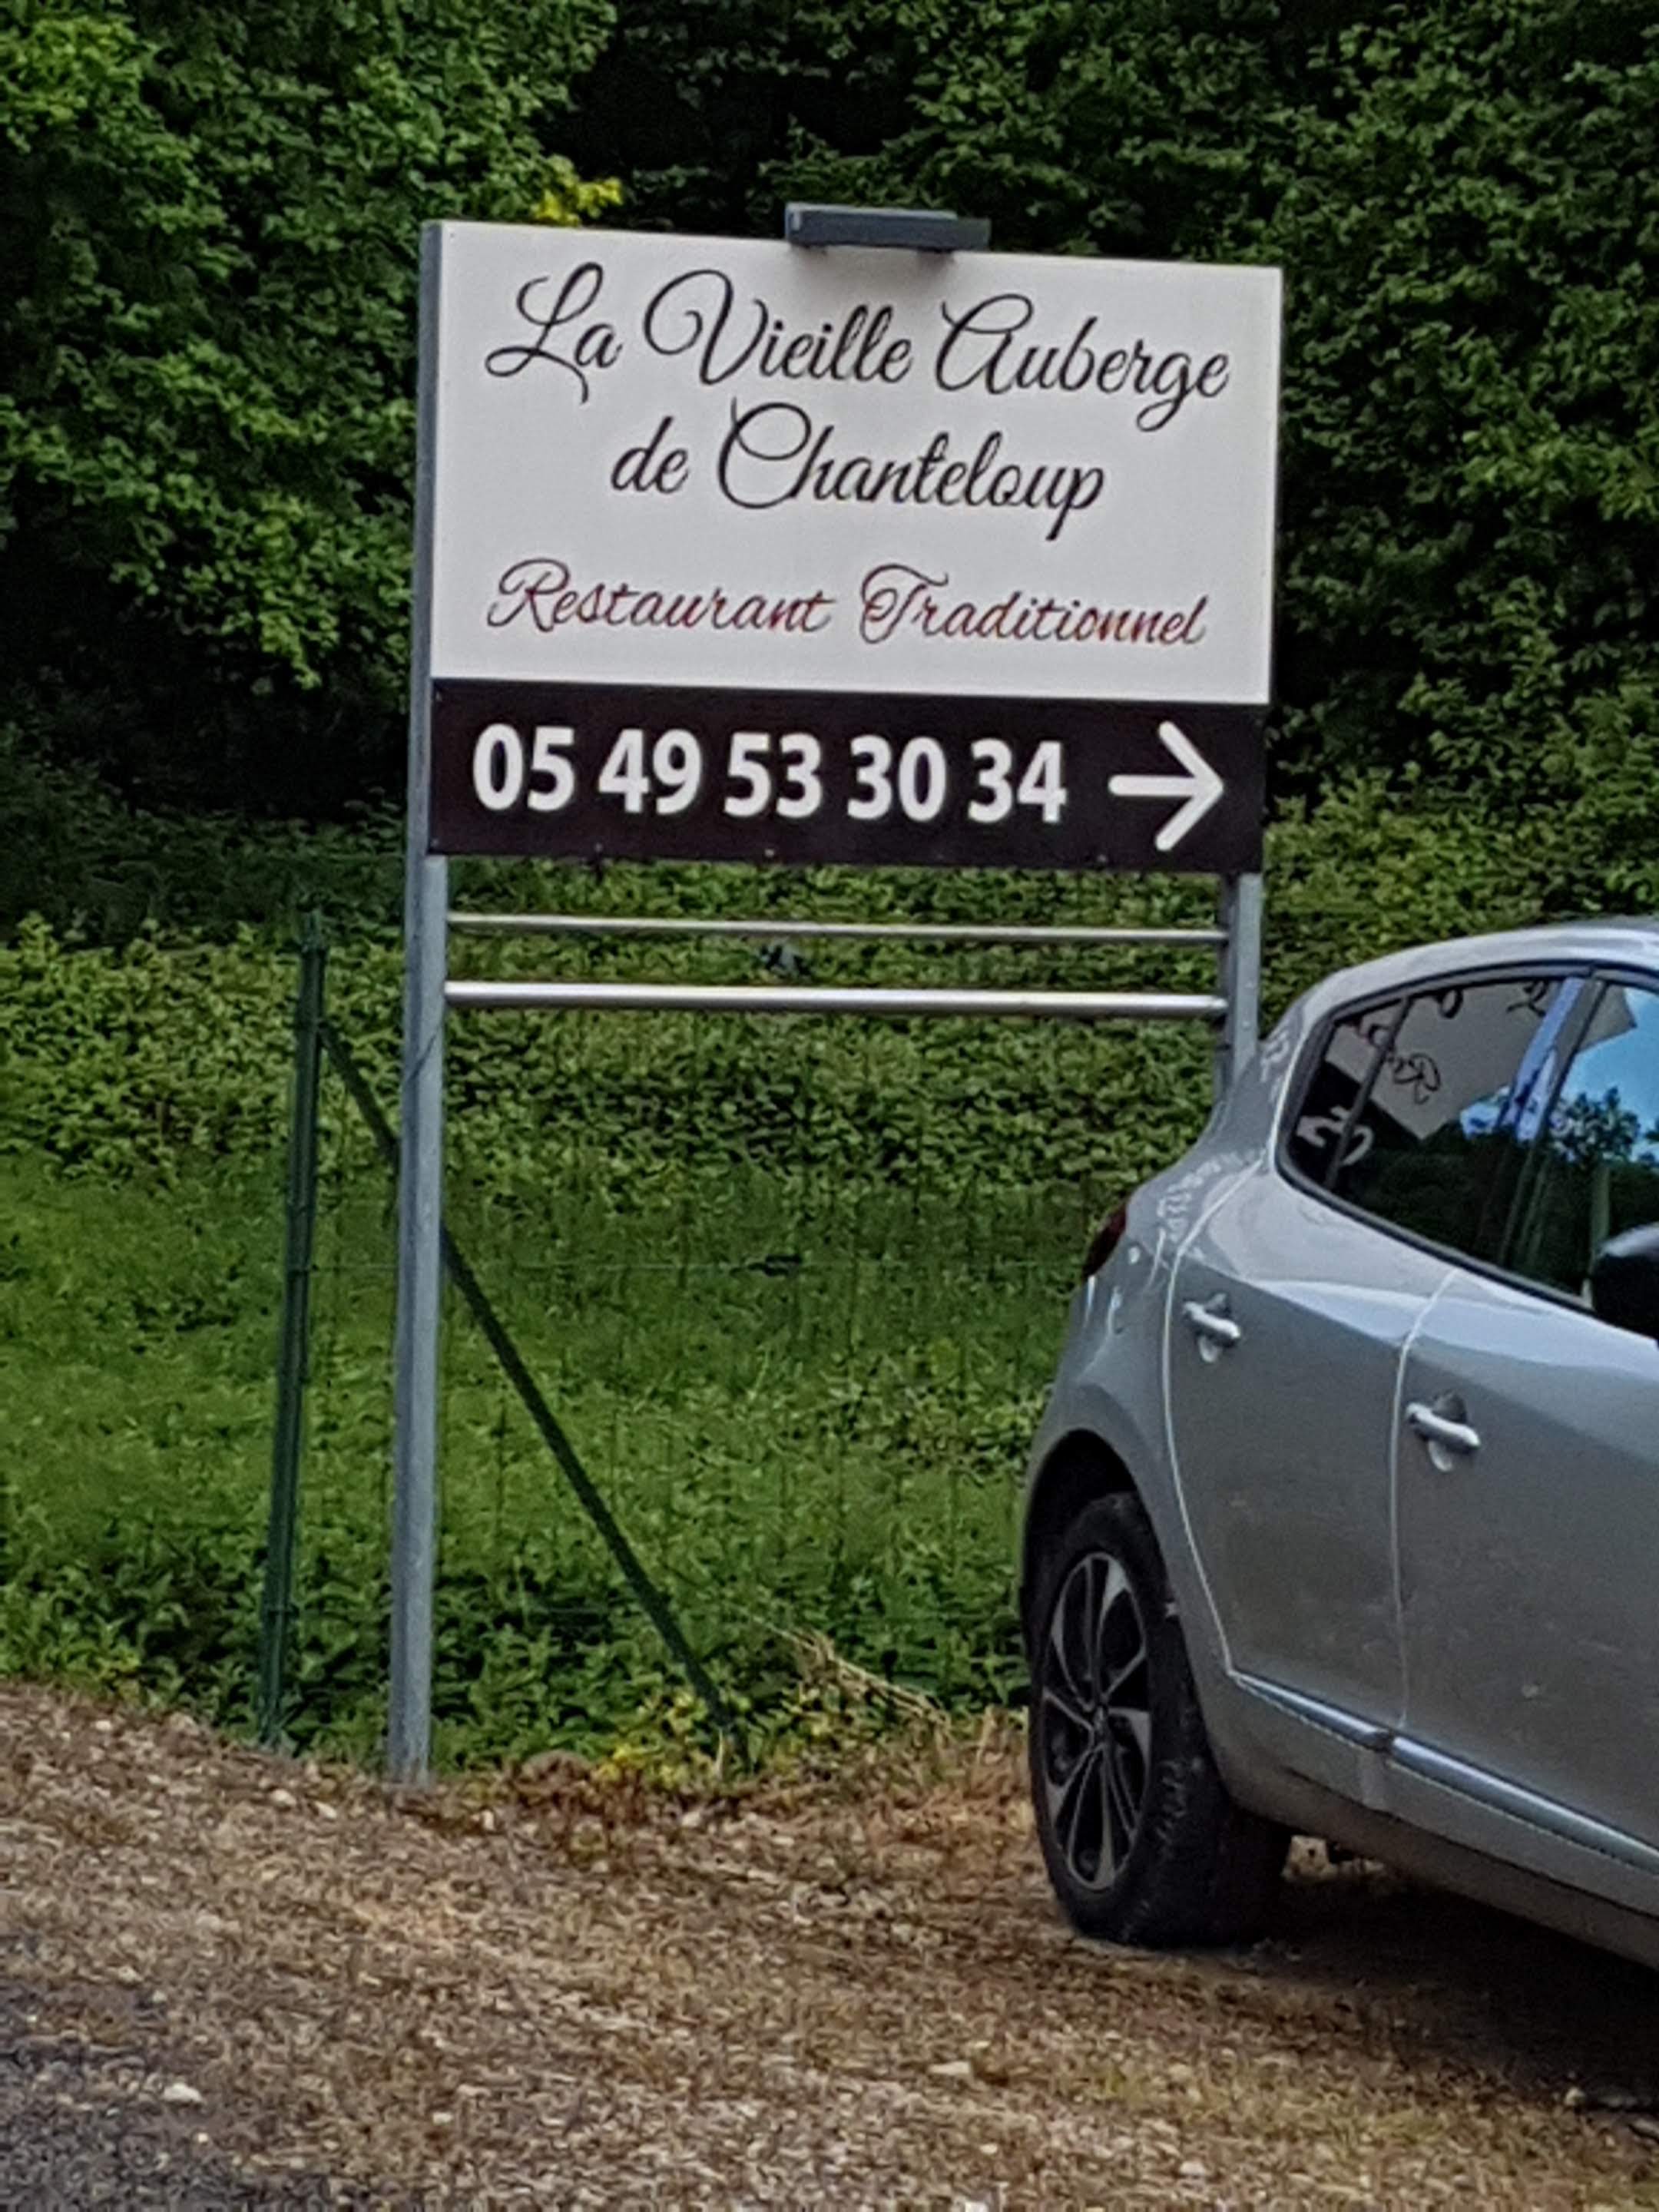 La Vieille Auberge
de Chanteloup
Restaurant Traditionnel
05 49 53 30 34 →